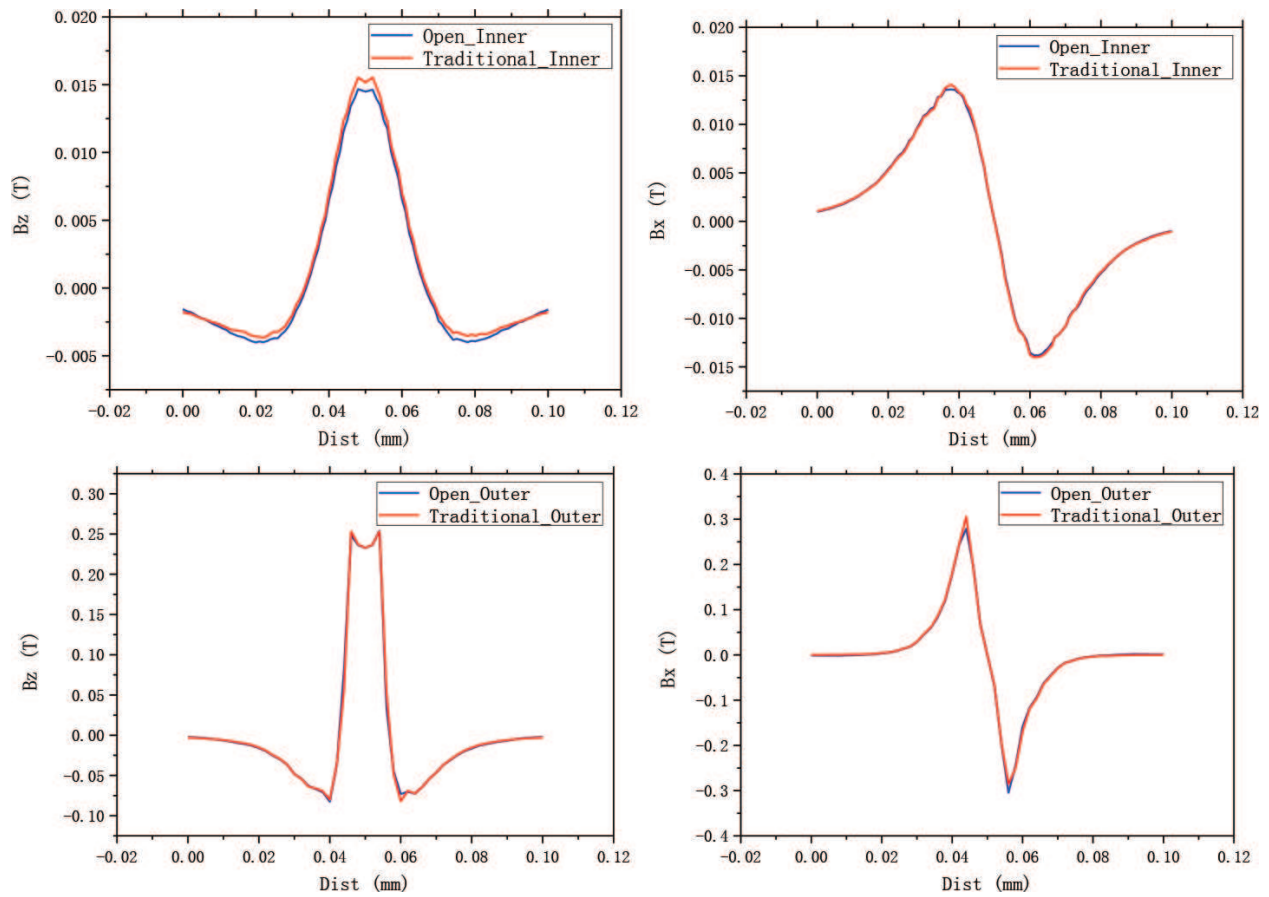 Open_Inner
Traditional_Inner
Bz (T)
0.020
0.015
0.010
0.005
0.000
-0.005
-0.02 0.00 0.02 0.04 0.06 0.08 0.10 0.12
Dist (mm)
Open_Inner
Traditional_Inner
Bx (T)
0.020
0.015
0.010
0.005
0.000
-0.005
-0.010
-0.015
-0.02 0.00 0.02 0.04 0.06 0.08 0.10 0.12
Dist (mm)
Open_Outer
Traditional_Outer
Bz (T)
0.30
0.25
0.20
0.15
0.10
0.05
0.00
-0.05
-0.10
-0.02 0.00 0.02 0.04 0.06 0.08 0.10 0.12
Dist (mm)
Open_Outer
Traditional_Outer
Bx (T)
0.4
0.3
0.2
0.1
0.0
-0.1
-0.2
-0.3
-0.4
-0.02 0.00 0.02 0.04 0.06 0.08 0.10 0.12
Dist (mm)